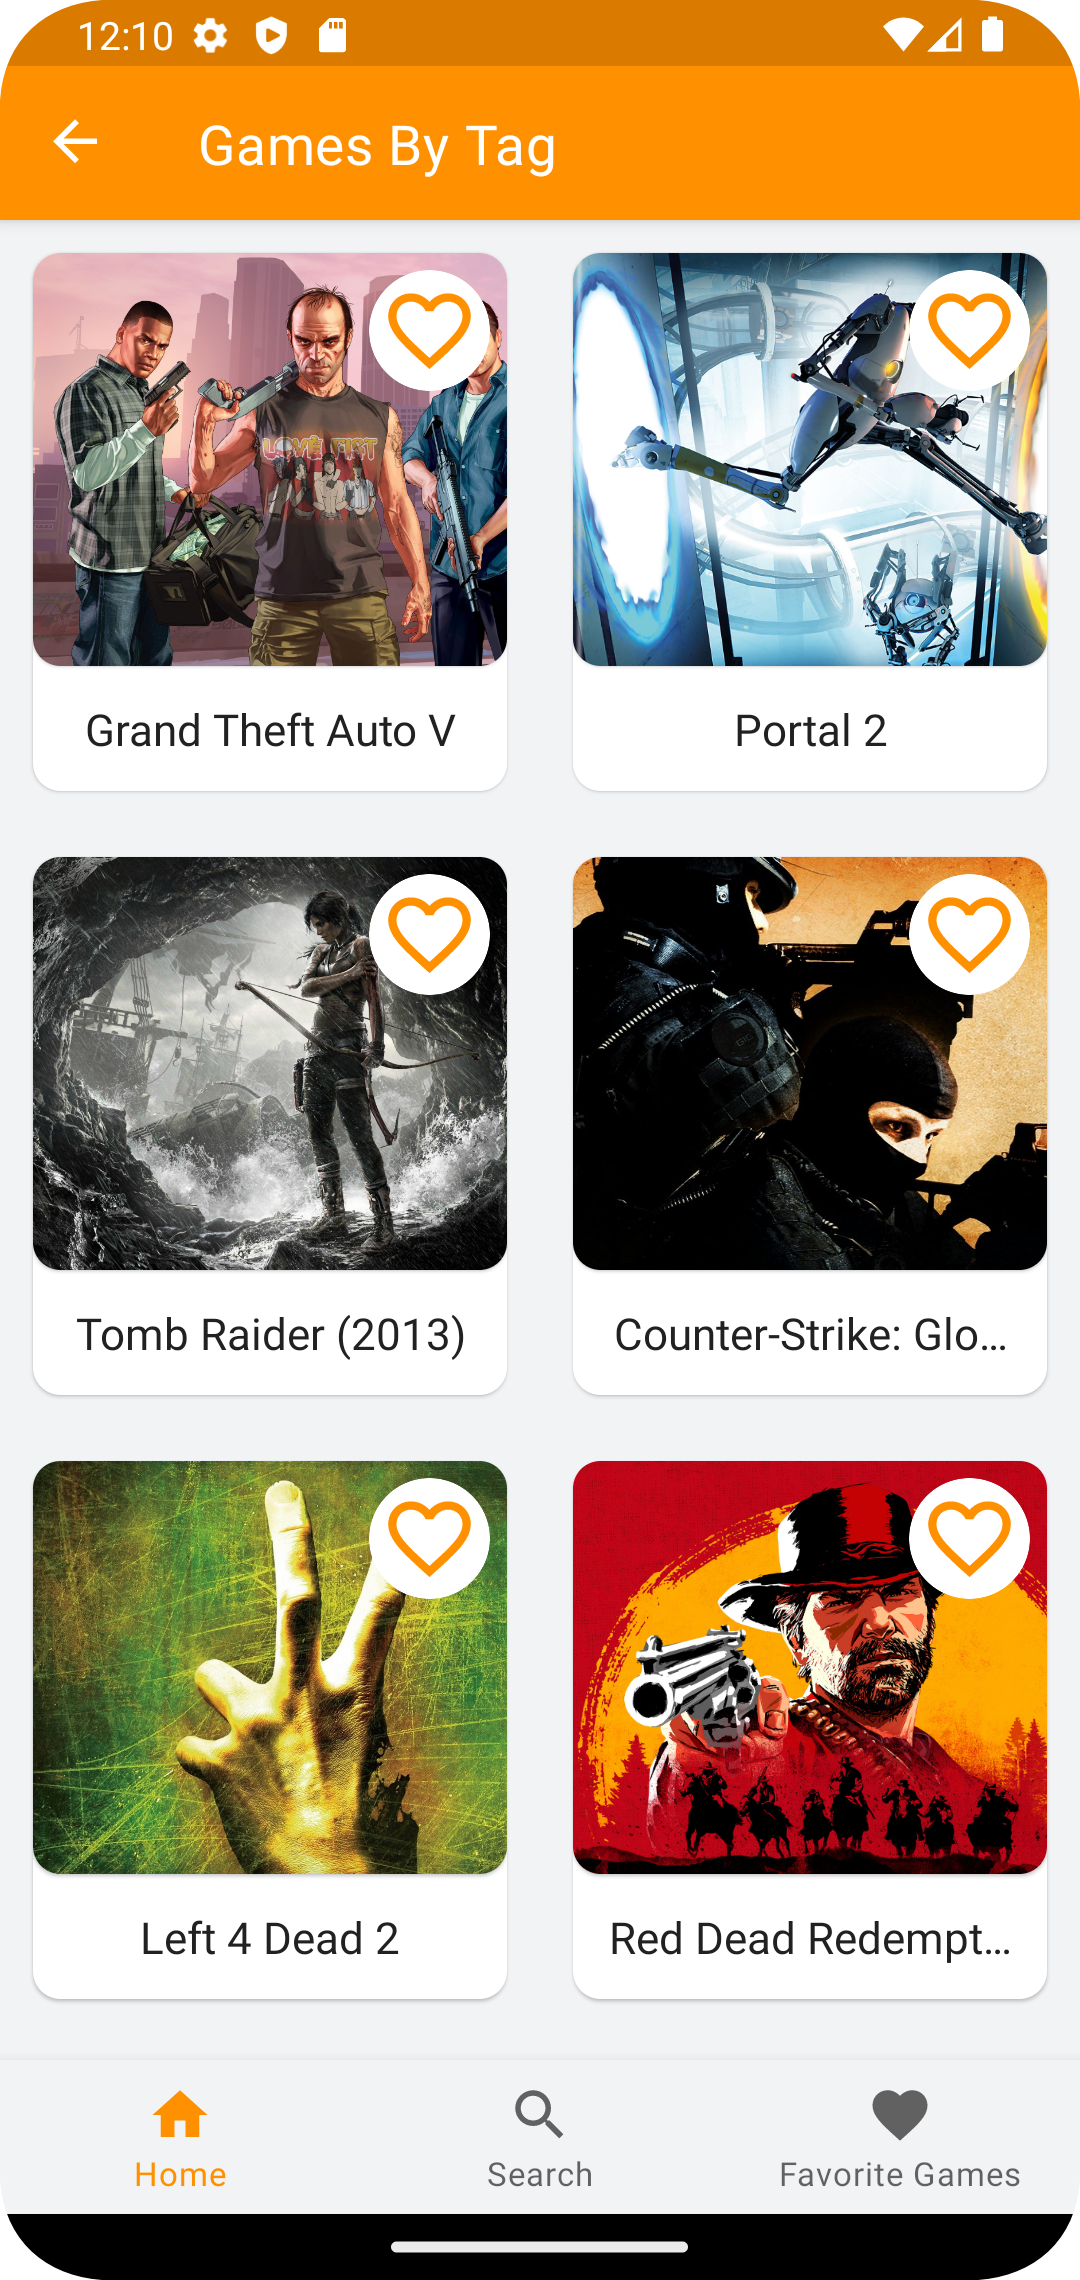 12:10
Games By Tag
LOVE FIST
Grand Theft Auto V
Portal 2
Tomb Raider (2013)
Counter-Strike: Glo...
Left 4 Dead 2
Red Dead Redempt...
Home
Search
Favorite Games